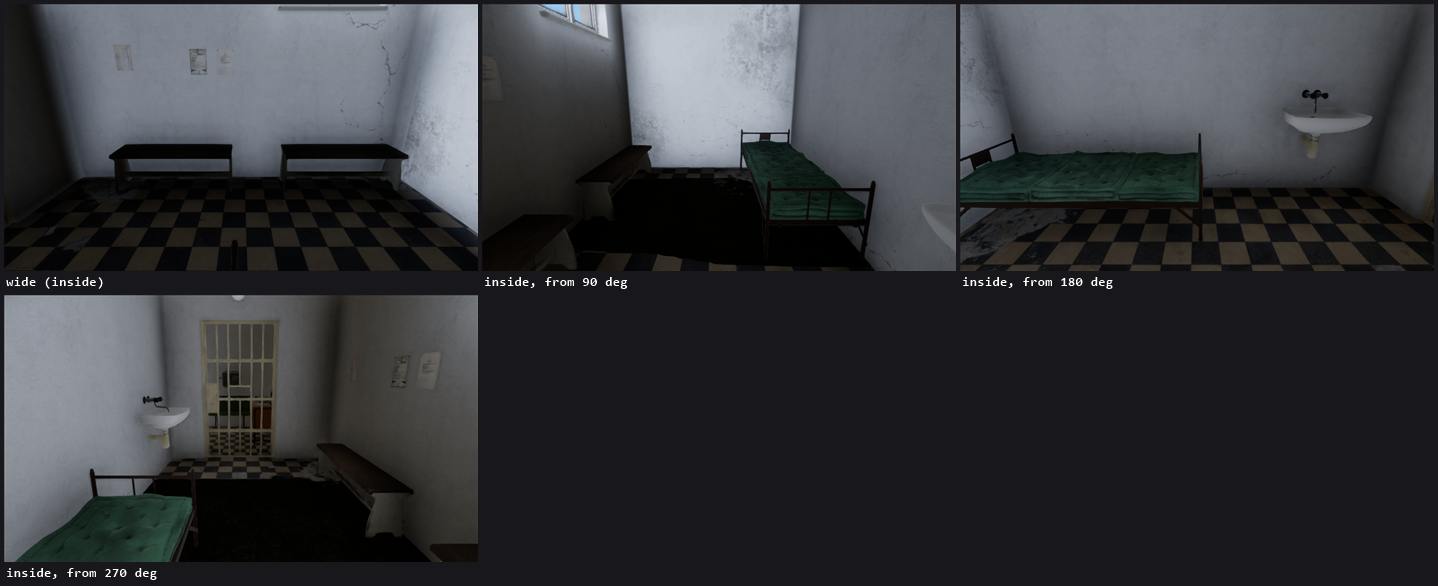 wide (inside)
inside, from 90 deg
inside, from 180 deg
inside, from 270 deg